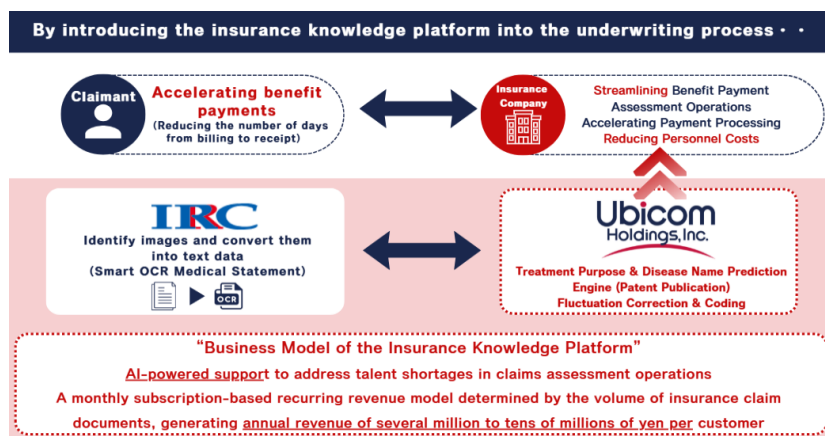 By introducing the insurance knowledge platform into the underwriting process・・
Claimant
Accelerating benefit
payments
(Reducing the number of days
from billing to receipt)
Insurance
Company
Streamlining Benefit Payment
Assessment Operations
Accelerating Payment Processing
Reducing Personnel Costs
IRC
Identify images and convert them
into text data
(Smart OCR Medical Statement)
OCR
Ubicom
Holdings,Inc.
Treatment Purpose & Disease Name Prediction
Engine (Patent Publication)
Fluctuation Correction & Coding
“Business Model of the Insurance Knowledge Platform”
AI-powered support to address talent shortages in claims assessment operations
A monthly subscription-based recurring revenue model determined by the volume of insurance claim
documents, generating annual revenue of several million to tens of millions of yen per customer